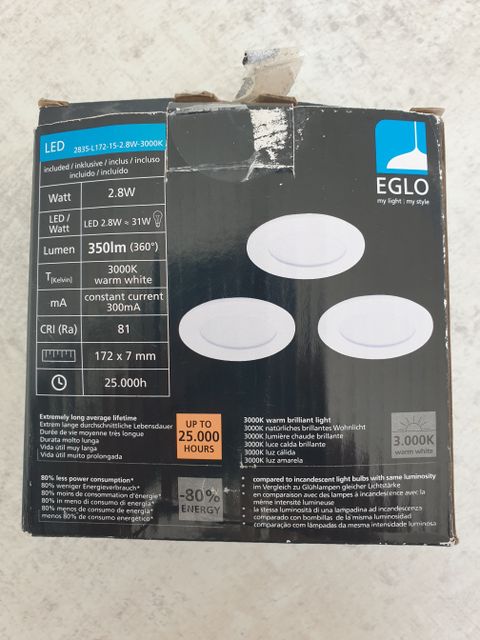 LED 2835-L172-15-2.8W-3000K
included / inklusive / inclus / incluso
incluido / incluído
Watt 2.8W
LED / Watt LED 2.8W ≈ 31W
Lumen 350lm (360°)
T[Kelvin] 3000K warm white
mA constant current 300mA
CRI (Ra) 81
172 x 7 mm
25.000h
EGLO
my light | my style
Extremely long average lifetime
Extrem lange durchschnittliche Lebensdauer
Durée de vie moyenne très longue
Durata molto lunga
Vida útil muy larga
Vida útil muito prolongada
UP TO
25.000
HOURS
3000K warm brilliant light
3000K natürliches brillantes Wohnlicht
3000K lumière chaude brillante
3000K luce calda brillante
3000K luz cálida
3000K luz amarela
3.000K
warm white
80% less power consumption*
80% weniger Energieverbrauch*
80% moins de consommation d'énergie*
80% in meno di consumo di energia*
80% menos de consumo de energía*
80% menos de consumo energético*
-80%
ENERGY
* compared to incandescent light bulbs with same luminosity
im Vergleich zu Glühlampen gleicher Lichtstärke
en comparaison avec des lampes à incandescence avec la
même intensité lumineuse
la stessa luminosità di una lampadina ad incandescenza
comparado con bombillas de la misma luminosidad
comparação com lâmpadas da mesma intensidade luminosa